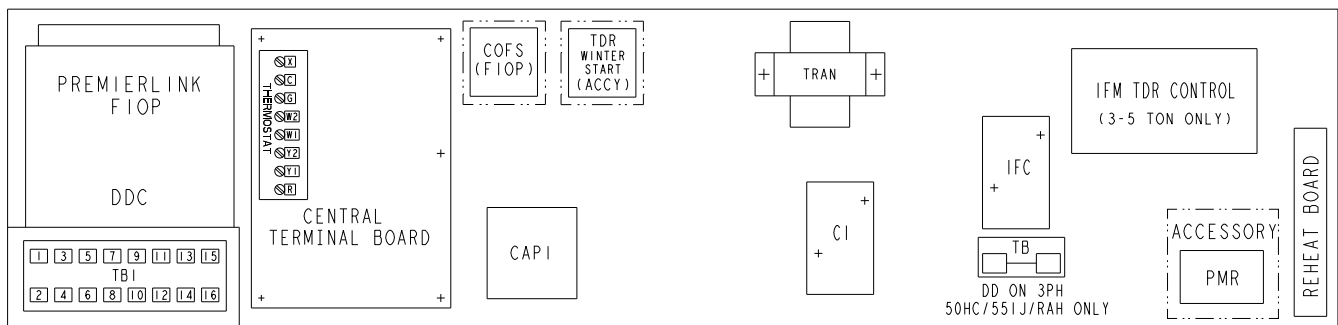 PREMIERLINK
FIOP
DDC
1 3 5 7 9 11 13 15
TB1
2 4 6 8 10 12 14 16
THERMOSTAT
X
C
G
W2
W1
Y2
Y1
R
CENTRAL
TERMINAL BOARD
COFS
(FIOP)
TDR
WINTER
START
(ACCY)
CAP1
TRAN
C1
IFC
TB
DD ON 3PH
50HC/551J/RAH ONLY
IFM TDR CONTROL
(3-5 TON ONLY)
ACCESSORY
PMR
REHEAT BOARD